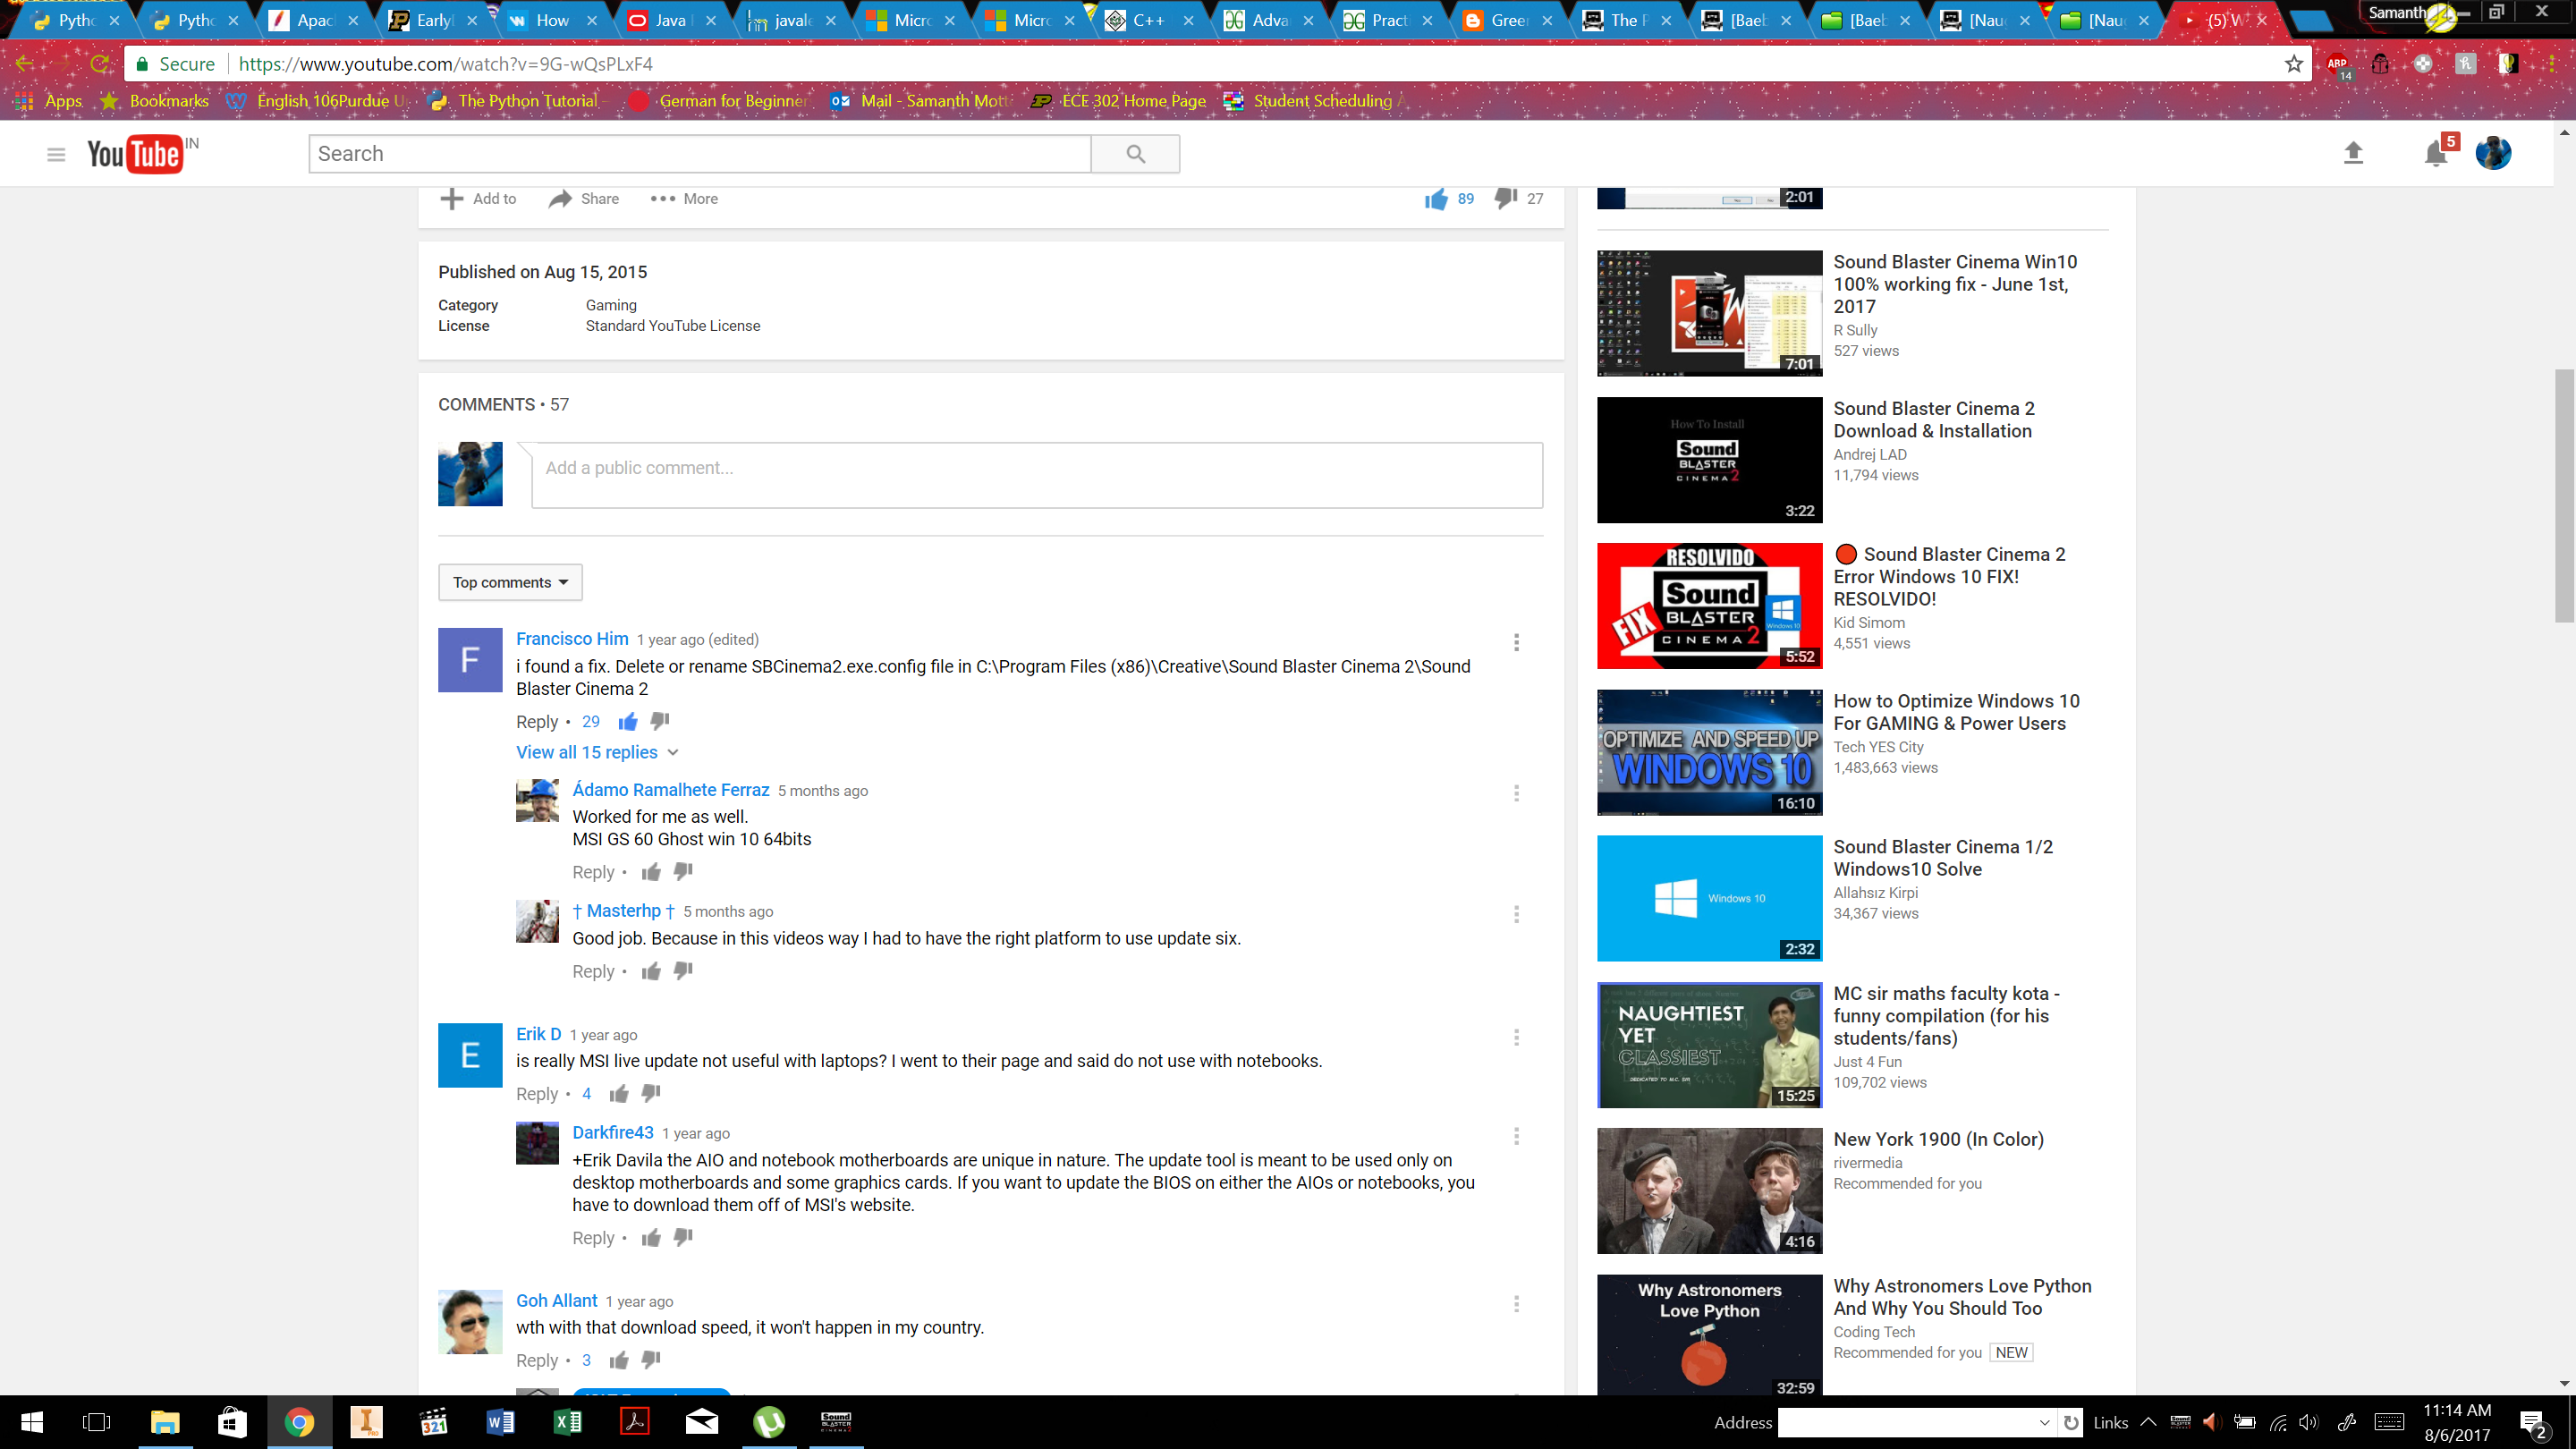 Pytho
Pytho
Apac
Early
How
Java
javale
Micro
Micro
C++
Adva
Pract
Greer
The P
[Baeb
[Baeb
[Nau
[Nau
(5) W
Samanth
Secure https://www.youtube.com/watch?v=9G-wQsPLxF4
ABP 14
Apps Bookmarks English 106Purdue U The Python Tutorial German for Beginner Mail - Samanth Mott ECE 302 Home Page Student Scheduling A
YouTube IN
Search
5
Add to Share More 89 27
Published on Aug 15, 2015
Category Gaming
License Standard YouTube License
COMMENTS • 57
Add a public comment...
Top comments
F
Francisco Him 1 year ago (edited)
i found a fix. Delete or rename SBCinema2.exe.config file in C:\Program Files (x86)\Creative\Sound Blaster Cinema 2\Sound
Blaster Cinema 2
Reply • 29
View all 15 replies
Ádamo Ramalhete Ferraz 5 months ago
Worked for me as well.
MSI GS 60 Ghost win 10 64bits
Reply •
† Masterhp † 5 months ago
Good job. Because in this videos way I had to have the right platform to use update six.
Reply •
E
Erik D 1 year ago
is really MSI live update not useful with laptops? I went to their page and said do not use with notebooks.
Reply • 4
Darkfire43 1 year ago
+Erik Davila the AIO and notebook motherboards are unique in nature. The update tool is meant to be used only on
desktop motherboards and some graphics cards. If you want to update the BIOS on either the AIOs or notebooks, you
have to download them off of MSI's website.
Reply •
Goh Allant 1 year ago
wth with that download speed, it won't happen in my country.
Reply • 3
2:01
7:01
Sound Blaster Cinema Win10
100% working fix - June 1st,
2017
R Sully
527 views
How To Install
Sound
BLASTER
CINEMA 2
3:22
Sound Blaster Cinema 2
Download & Installation
Andrej LAD
11,794 views
RESOLVIDO
Sound
BLASTER
CINEMA 2
FIX
Windows 10
5:52
Sound Blaster Cinema 2
Error Windows 10 FIX!
RESOLVIDO!
Kid Simom
4,551 views
OPTIMIZE AND SPEED UP
WINDOWS 10
16:10
How to Optimize Windows 10
For GAMING & Power Users
Tech YES City
1,483,663 views
Windows 10
2:32
Sound Blaster Cinema 1/2
Windows10 Solve
Allahsız Kirpi
34,367 views
NAUGHTIEST
YET
CLASSIEST
DEDICATED TO M.C. SIR
15:25
MC sir maths faculty kota -
funny compilation (for his
students/fans)
Just 4 Fun
109,702 views
4:16
New York 1900 (In Color)
rivermedia
Recommended for you
Why Astronomers
Love Python
32:59
Why Astronomers Love Python
And Why You Should Too
Coding Tech
Recommended for you NEW
I PRO
321
Sound
BLASTER
CINEMA 2
Address
Links
11:14 AM
8/6/2017
2